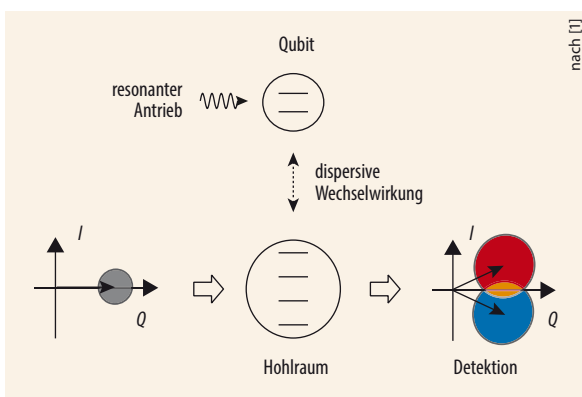 nach [1]
Qubit
resonanter
Antrieb
dispersive
Wechselwirkung
I
Q
I
Q
Hohlraum
Detektion